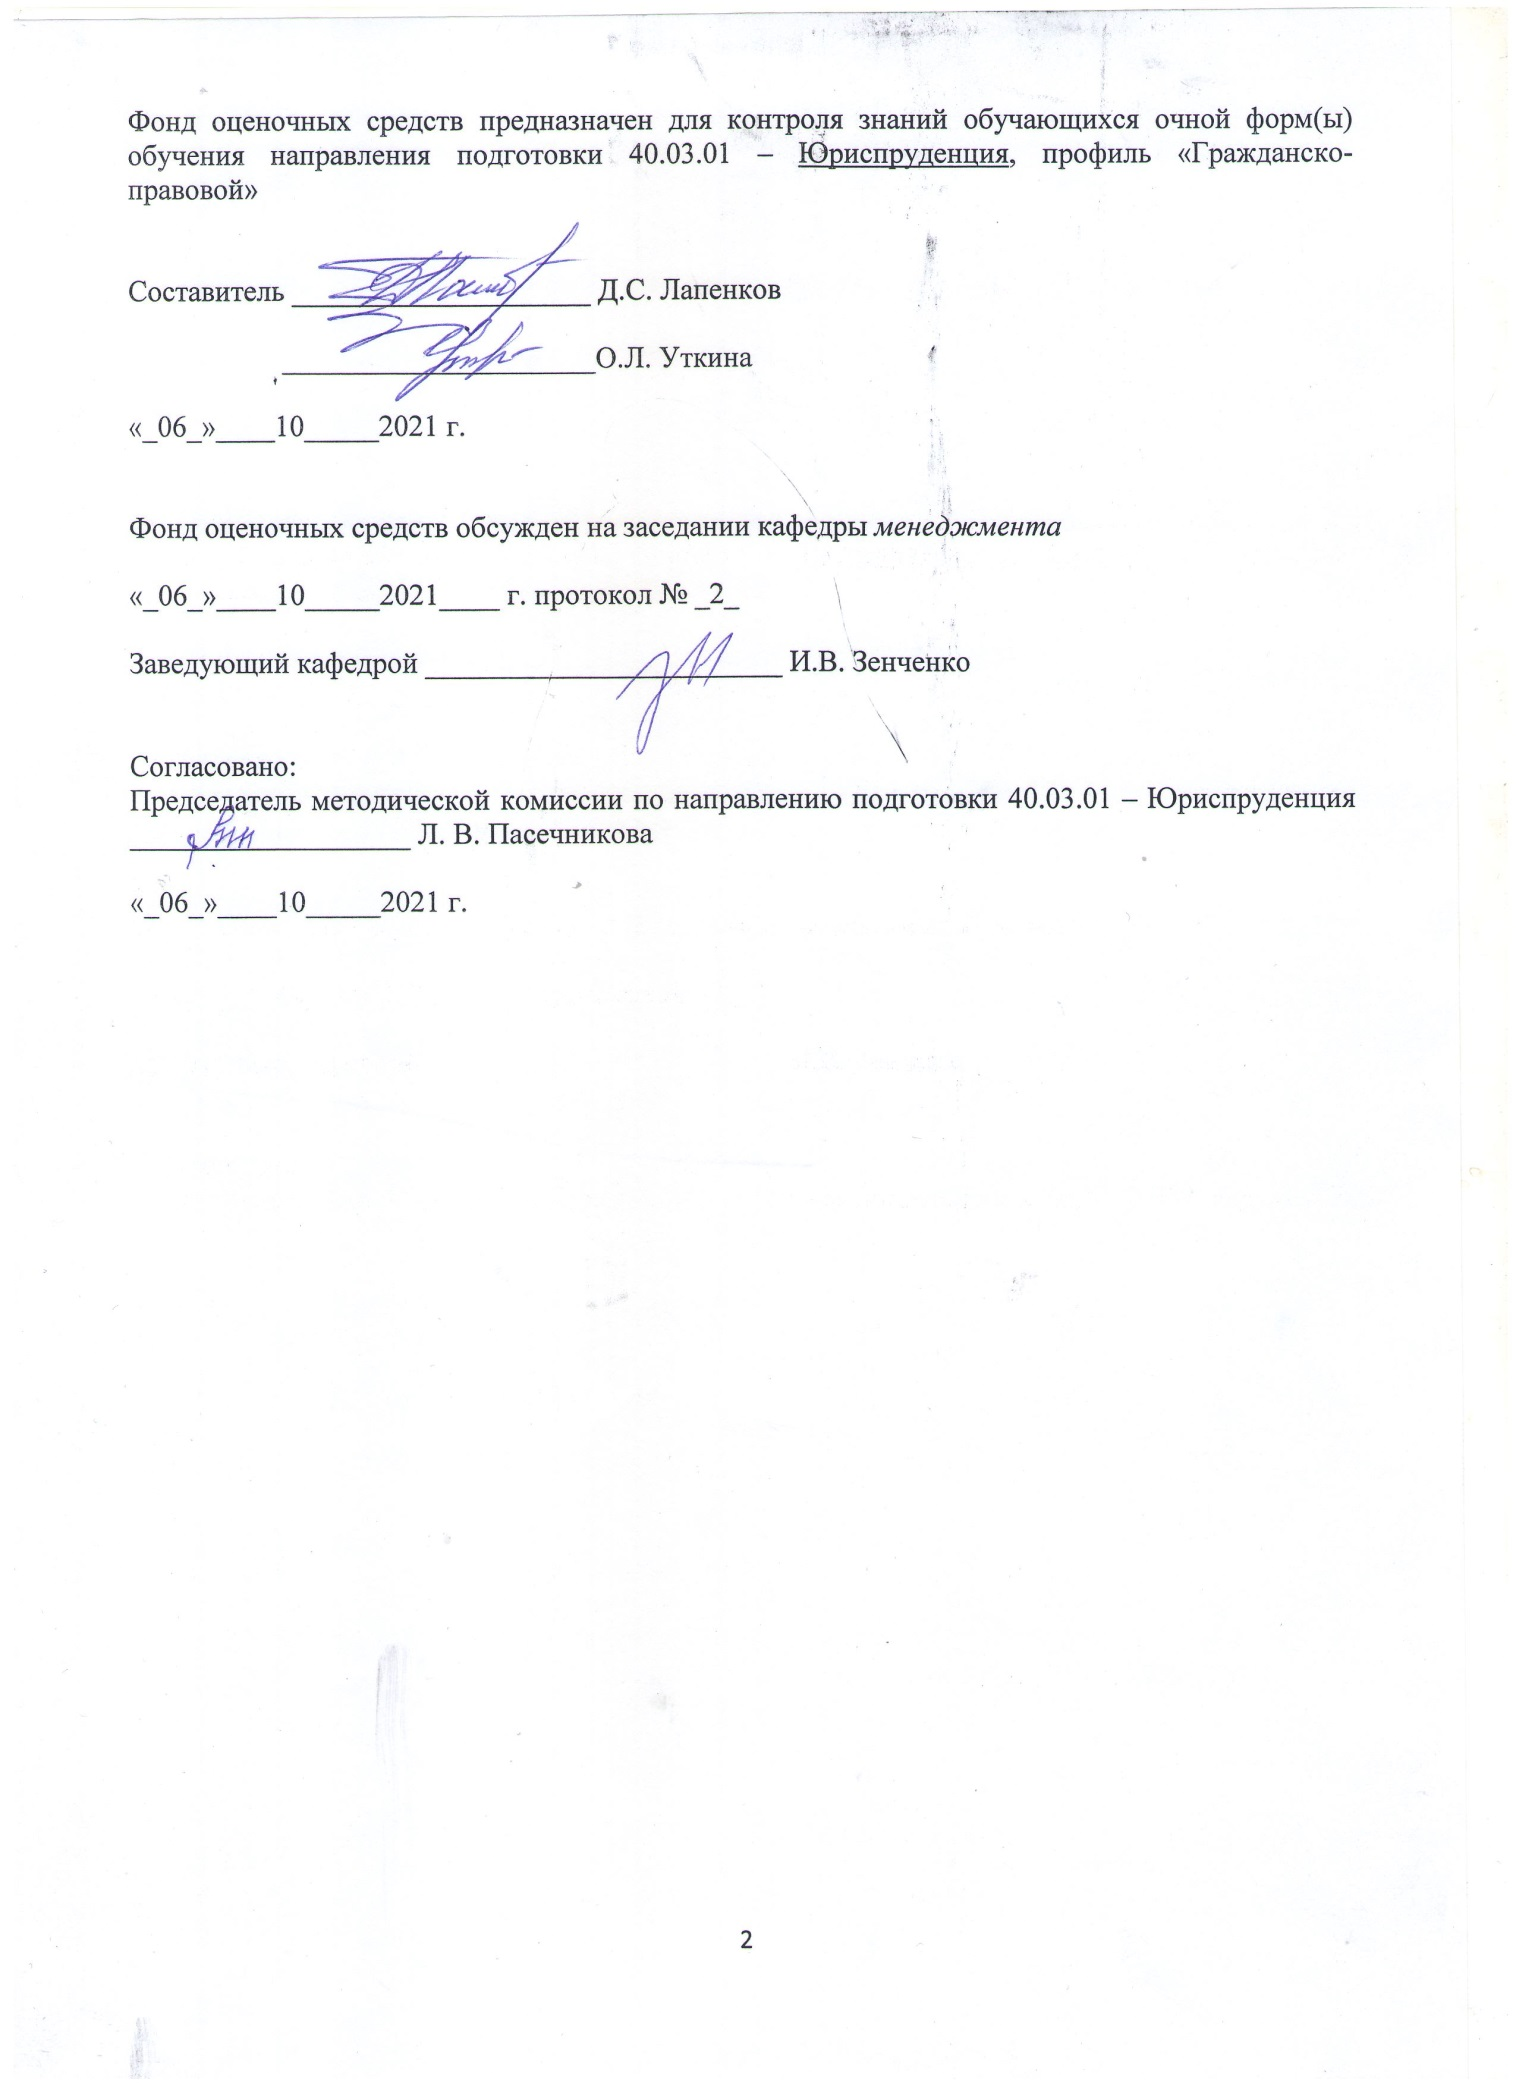 Фонд оценочных средств предназначен для контроля знаний обучающихся очной форм(ы)
обучения направления подготовки 40.03.01 – Юриспруденция, профиль «Гражданско-
правовой»
Составитель ____________________ Д.С. Лапенков
_____________________О.Л. Уткина
«_06_»____10_____2021 г.
Фонд оценочных средств обсужден на заседании кафедры менеджмента
«_06_»____10_____2021____ г. протокол № _2_
Заведующий кафедрой ________________________ И.В. Зенченко
Согласовано:
Председатель методической комиссии по направлению подготовки 40.03.01 – Юриспруденция
___________________ Л. В. Пасечникова
«_06_»____10_____2021 г.
2